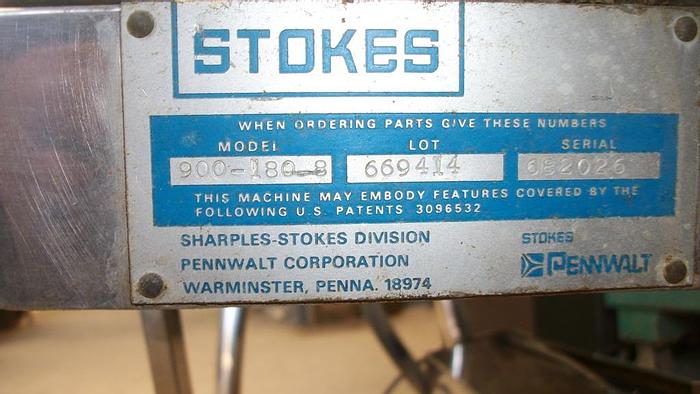 STOKES
WHEN ORDERING PARTS GIVE THESE NUMBERS
MODEL LOT SERIAL
900-180-8 669414 682026
THIS MACHINE MAY EMBODY FEATURES COVERED BY THE
FOLLOWING U.S. PATENTS 3096532
SHARPLES-STOKES DIVISION
PENNWALT CORPORATION
WARMINSTER, PENNA. 18974
STOKES
PENNWALT